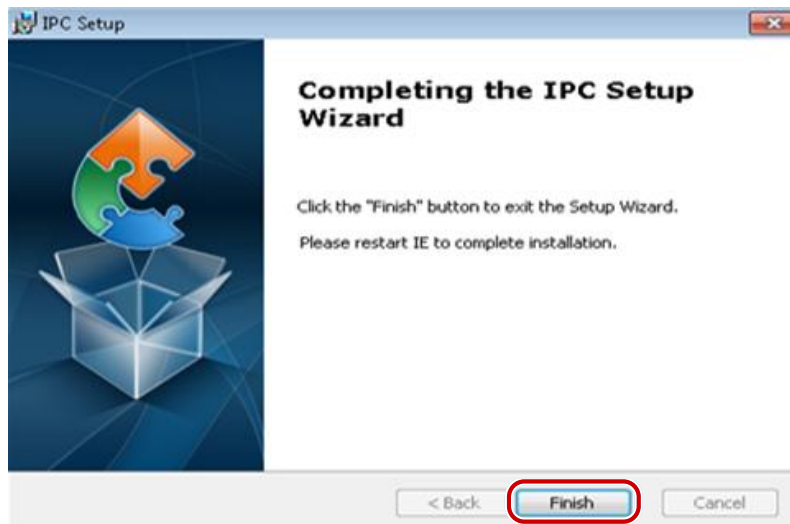 IPC Setup
Completing the IPC Setup
Wizard
Click the "Finish" button to exit the Setup Wizard.
Please restart IE to complete installation.
< Back
Finish
Cancel